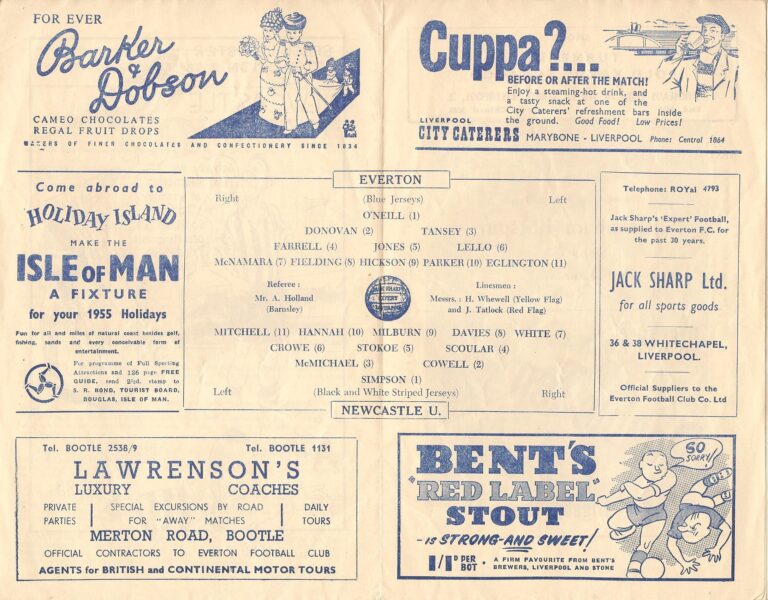 FOR EVER
Barker & Dobson
CAMEO CHOCOLATES
REGAL FRUIT DROPS
MAKERS OF FINER CHOCOLATES AND CONFECTIONERY SINCE 1834
Cuppa?...
BEFORE OR AFTER THE MATCH!
Enjoy a steaming-hot drink, and
a tasty snack at one of the
City Caterers' refreshment bars inside
the ground. Good Food! Low Prices!
LIVERPOOL
CITY CATERERS MARYBONE - LIVERPOOL Phone: Central 1864
Come abroad to
HOLIDAY ISLAND
MAKE THE
ISLE OF MAN
A FIXTURE
for your 1955 Holidays
Fun for all and miles of natural coast besides golf,
fishing, sands and every conceivable form of
entertainment.
For programme of Full Sporting
Attractions and 126 page FREE
GUIDE, send 2½d. stamp to
S. R. BOND, TOURIST BOARD,
DOUGLAS, ISLE OF MAN.
EVERTON
Right (Blue Jerseys) Left
O'NEILL (1)
DONOVAN (2) TANSEY (3)
FARRELL (4) JONES (5) LELLO (6)
McNAMARA (7) FIELDING (8) HICKSON (9) PARKER (10) EGLINGTON (11)
Referee :
Mr. A. Holland
(Barnsley)
JACK SHARP
EXPERT
Linesmen :
Messrs. : H. Whewell (Yellow Flag)
and J. Tatlock (Red Flag)
MITCHELL (11) HANNAH (10) MILBURN (9) DAVIES (8) WHITE (7)
CROWE (6) STOKOE (5) SCOULAR (4)
McMICHAEL (3) COWELL (2)
SIMPSON (1)
Left (Black and White Striped Jerseys) Right
NEWCASTLE U.
Telephone: ROYal 4793
Jack Sharp's 'Expert' Football,
as supplied to Everton F.C. for
the past 30 years.
JACK SHARP Ltd.
for all sports goods
36 & 38 WHITECHAPEL,
LIVERPOOL.
Official Suppliers to the
Everton Football Club Co. Ltd
Tel. BOOTLE 2538/9 Tel. BOOTLE 1131
LAWRENSON'S
LUXURY COACHES
PRIVATE PARTIES
SPECIAL EXCURSIONS BY ROAD
FOR "AWAY" MATCHES
DAILY TOURS
MERTON ROAD, BOOTLE
OFFICIAL CONTRACTORS TO EVERTON FOOTBALL CLUB
AGENTS for BRITISH and CONTINENTAL MOTOR TOURS
BENT'S
"RED LABEL"
STOUT
- IS STRONG-AND SWEET!
1/1D PER BOT.
• A FIRM FAVOURITE FROM BENT'S
BREWERS, LIVERPOOL AND STONE
SO SORRY!